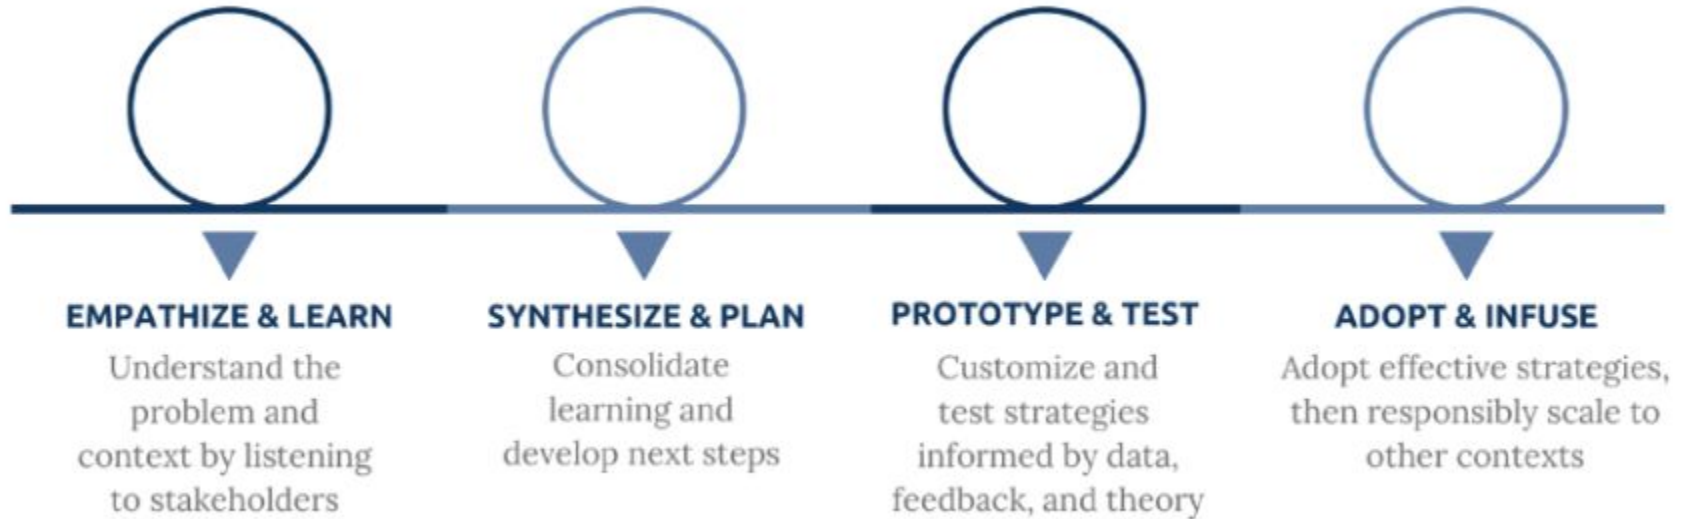 EMPATHIZE & LEARN
Understand the
problem and
context by listening
to stakeholders
SYNTHESIZE & PLAN
Consolidate
learning and
develop next steps
PROTOTYPE & TEST
Customize and
test strategies
informed by data,
feedback, and theory
ADOPT & INFUSE
Adopt effective strategies,
then responsibly scale to
other contexts